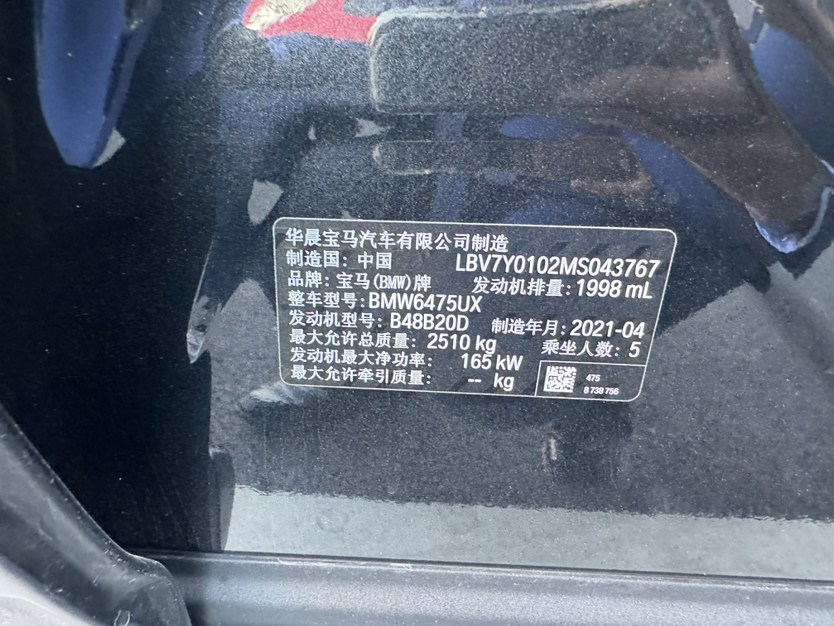 华晨宝马汽车有限公司制造
制造国：中国 LBV7Y0102MS043767
品牌：宝马(BMW)牌 发动机排量：1998 mL
整车型号：BMW6475UX
发动机型号：B48B20D 制造年月：2021-04
最大允许总质量：2510 kg 乘坐人数：5
发动机最大净功率：165 kW
最大允许牵引质量：-- kg
475
8 738 756